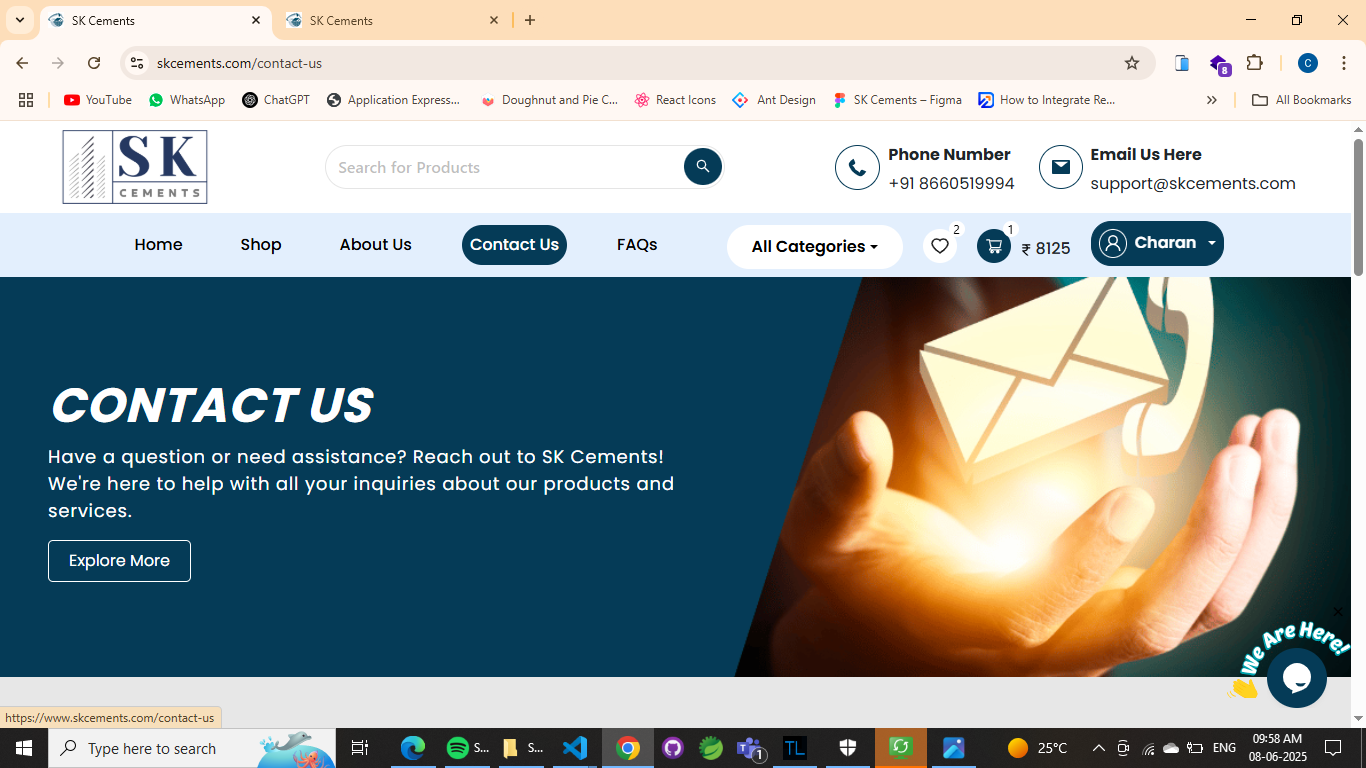 SK Cements
SK Cements
skcements.com/contact-us
8
C
YouTube
WhatsApp
ChatGPT
Application Express...
Doughnut and Pie C...
React Icons
Ant Design
SK Cements – Figma
How to Integrate Re...
All Bookmarks
SK
CEMENTS
Search for Products
Phone Number
+91 8660519994
Email Us Here
support@skcements.com
Home
Shop
About Us
Contact Us
FAQs
All Categories
2
1
₹ 8125
Charan
CONTACT US
Have a question or need assistance? Reach out to SK Cements!
We're here to help with all your inquiries about our products and
services.
Explore More
We Are Here!
https://www.skcements.com/contact-us
Type here to search
S...
S...
1
TL
25°C
ENG
09:58 AM
08-06-2025